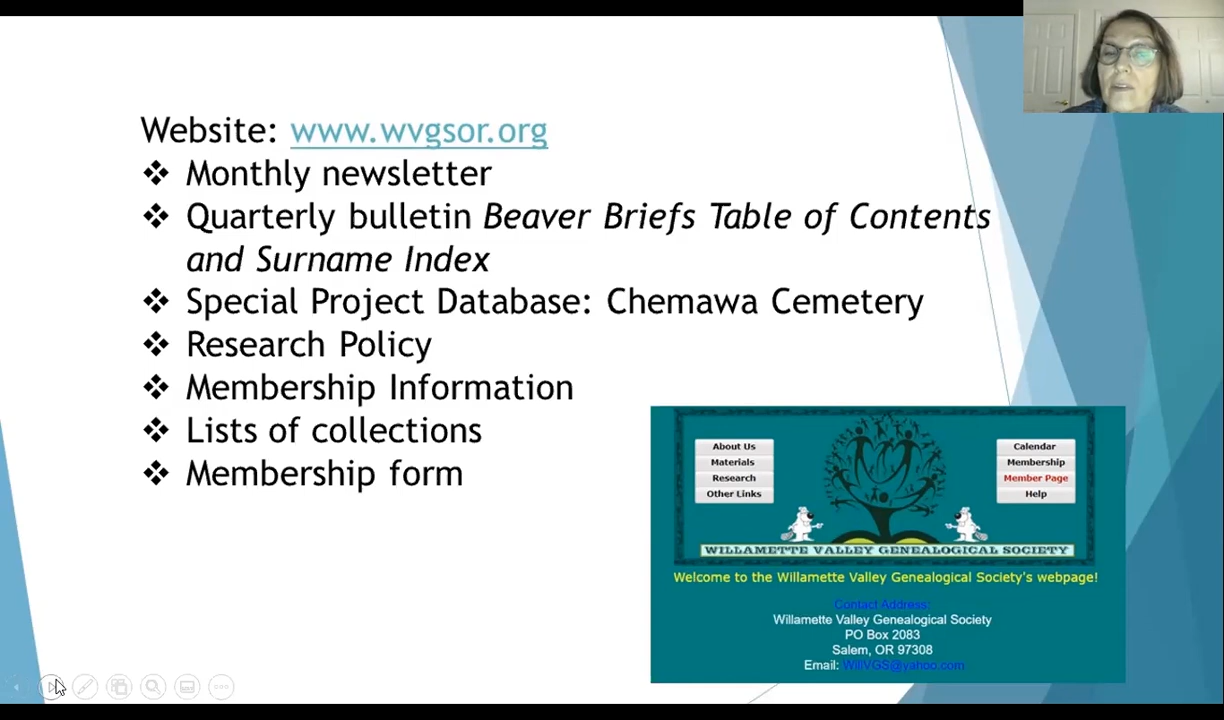 Website: www.wvgsor.org
❖ Monthly newsletter
❖ Quarterly bulletin Beaver Briefs Table of Contents
and Surname Index
❖ Special Project Database: Chemawa Cemetery
❖ Research Policy
❖ Membership Information
❖ Lists of collections
❖ Membership form
About Us
Materials
Research
Other Links
Calendar
Membership
Member Page
Help
WILLAMETTE VALLEY GENEALOGICAL SOCIETY
Welcome to the Willamette Valley Genealogical Society's webpage!
Contact Address:
Willamette Valley Genealogical Society
PO Box 2083
Salem, OR 97308
Email: WillVGS@yahoo.com